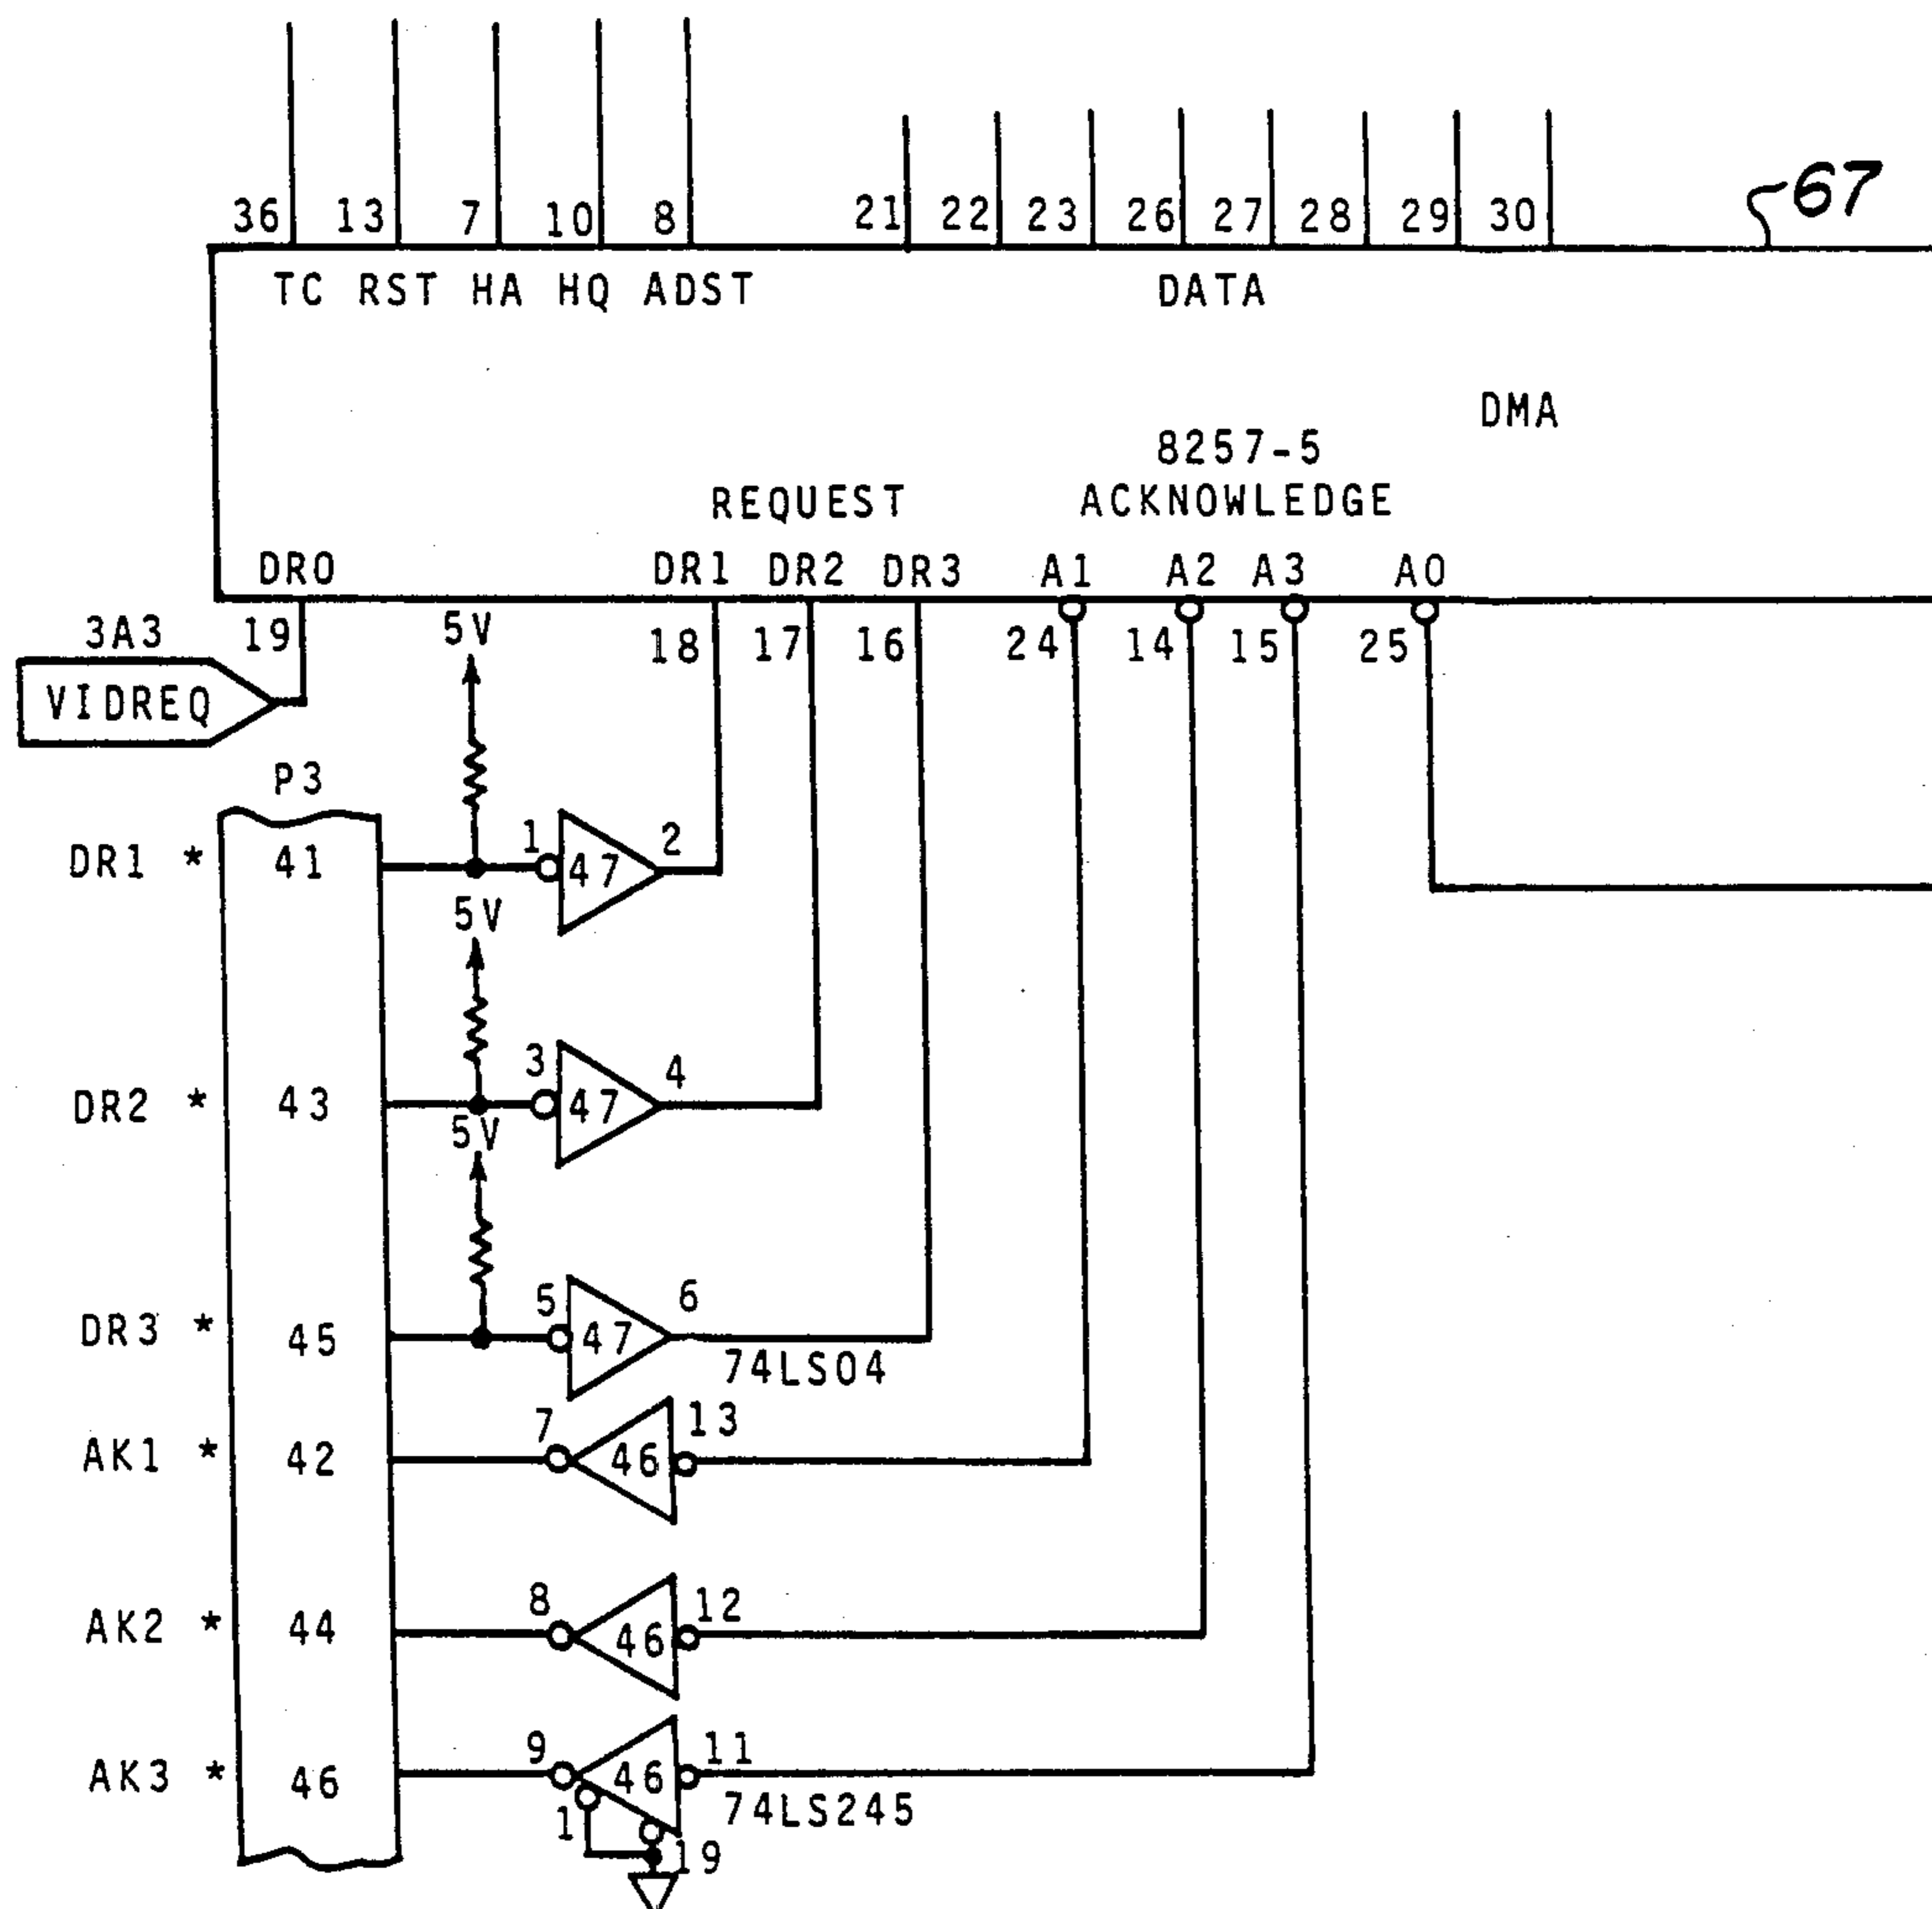 67
36 13 7 10 8 21 22 23 26 27 28 29 30
TC RST HA HQ ADST DATA
DMA
8257-5
REQUEST ACKNOWLEDGE
DR0 DR1 DR2 DR3 A1 A2 A3 A0
3A3 19 5V 18 17 16 24 14 15 25
VIDREQ
P3
1 2
DR1 * 41 47
5V
3 4
DR2 * 43 47
5V
5 6
DR3 * 45 47
74LS04
7 13
AK1 * 42 46
8 12
AK2 * 44 46
9 11
AK3 * 46 46
1 74LS245
19